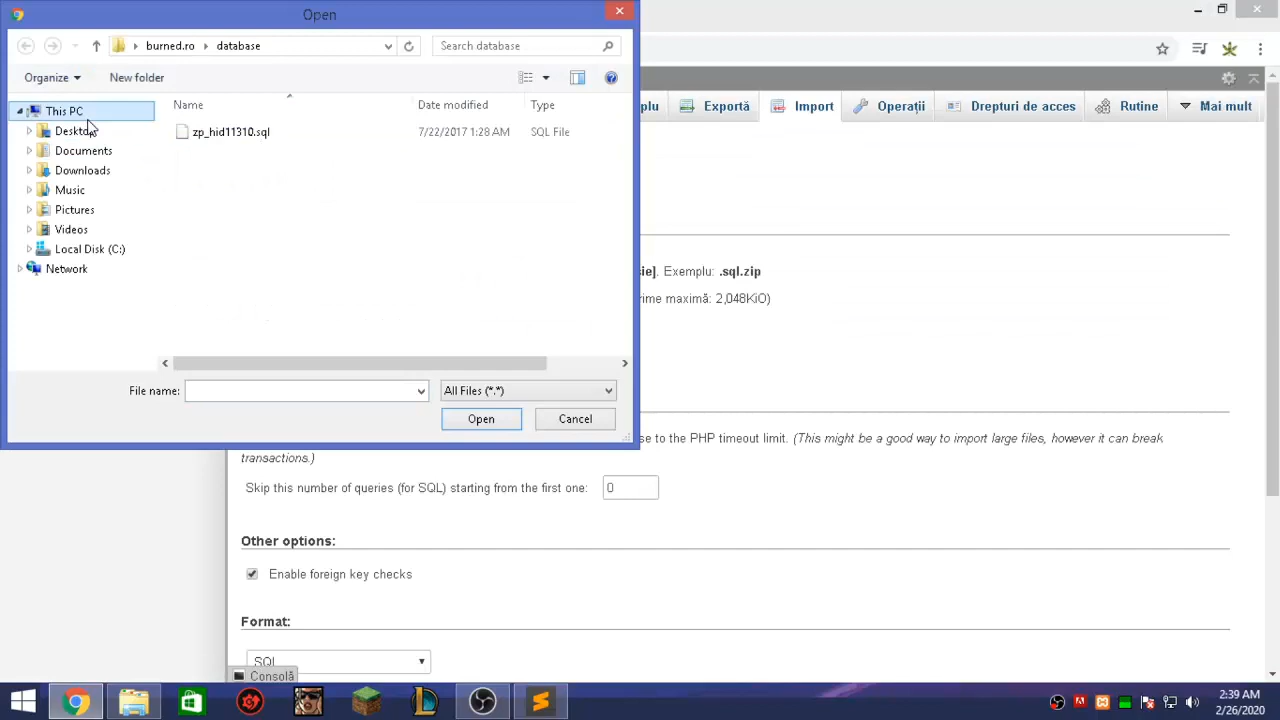 Open
burned.ro
database
Search database
Organize
New folder
This PC
Desktop
Documents
Downloads
Music
Pictures
Videos
Local Disk (C:)
Network
Name
Date modified
Type
zp_hid11310.sql
7/22/2017 1:28 AM
SQL File
File name:
All Files (*.*)
Open
Cancel
Exportă
Import
Operații
Drepturi de acces
Rutine
Mai mult
. Exemplu: .sql.zip
maximă: 2,048KiO)
to the PHP timeout limit. (This might be a good way to import large files, however it can break
transactions.)
Skip this number of queries (for SQL) starting from the first one:
0
Other options:
Enable foreign key checks
Format:
SQL
Consolă
2:39 AM
2/26/2020